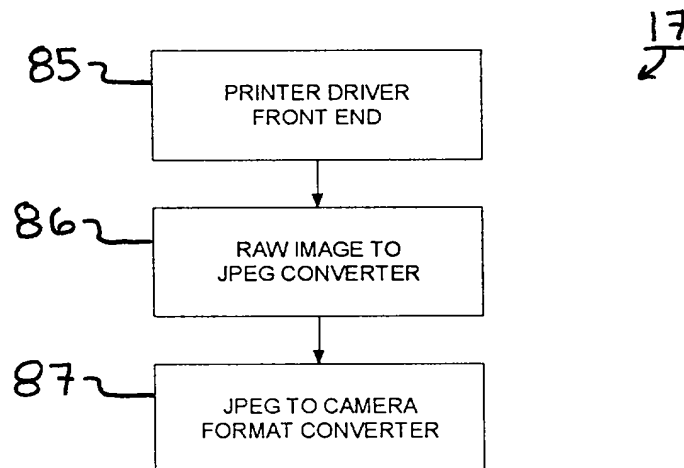 17
85
PRINTER DRIVER
FRONT END
86
RAW IMAGE TO
JPEG CONVERTER
87
JPEG TO CAMERA
FORMAT CONVERTER